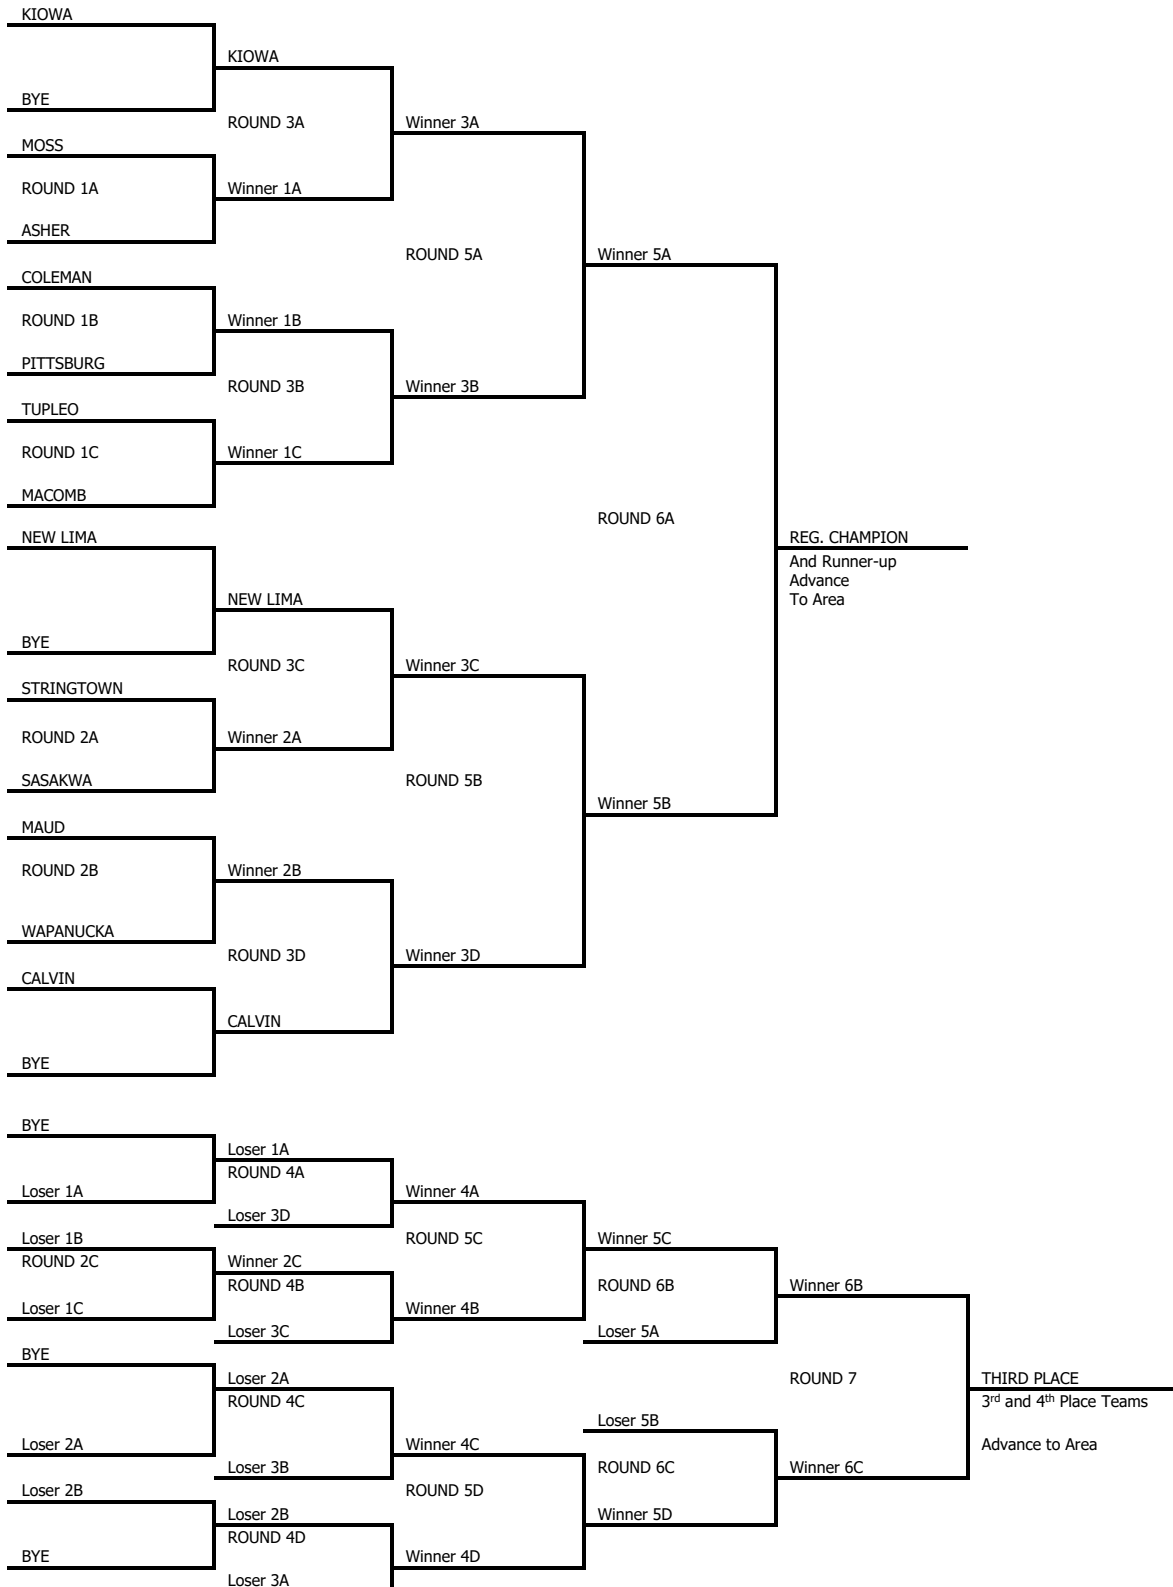 KIOWA
KIOWA
BYE
ROUND 3A
Winner 3A
MOSS
ROUND 1A
Winner 1A
ASHER
ROUND 5A
Winner 5A
COLEMAN
ROUND 1B
Winner 1B
PITTSBURG
ROUND 3B
Winner 3B
TUPLEO
ROUND 1C
Winner 1C
MACOMB
ROUND 6A
NEW LIMA
REG. CHAMPION
And Runner-up
Advance
To Area
NEW LIMA
BYE
ROUND 3C
Winner 3C
STRINGTOWN
ROUND 2A
Winner 2A
SASAKWA
ROUND 5B
Winner 5B
MAUD
ROUND 2B
Winner 2B
WAPANUCKA
ROUND 3D
Winner 3D
CALVIN
CALVIN
BYE
BYE
Loser 1A
ROUND 4A
Loser 1A
Winner 4A
Loser 3D
Loser 1B
ROUND 5C
Winner 5C
ROUND 2C
Winner 2C
ROUND 4B
ROUND 6B
Winner 6B
Loser 1C
Winner 4B
Loser 3C
Loser 5A
BYE
Loser 2A
ROUND 7
THIRD PLACE
ROUND 4C
3rd and 4th Place Teams
Loser 5B
Loser 2A
Winner 4C
Advance to Area
Loser 3B
ROUND 6C
Winner 6C
Loser 2B
ROUND 5D
Loser 2B
Winner 5D
ROUND 4D
BYE
Winner 4D
Loser 3A